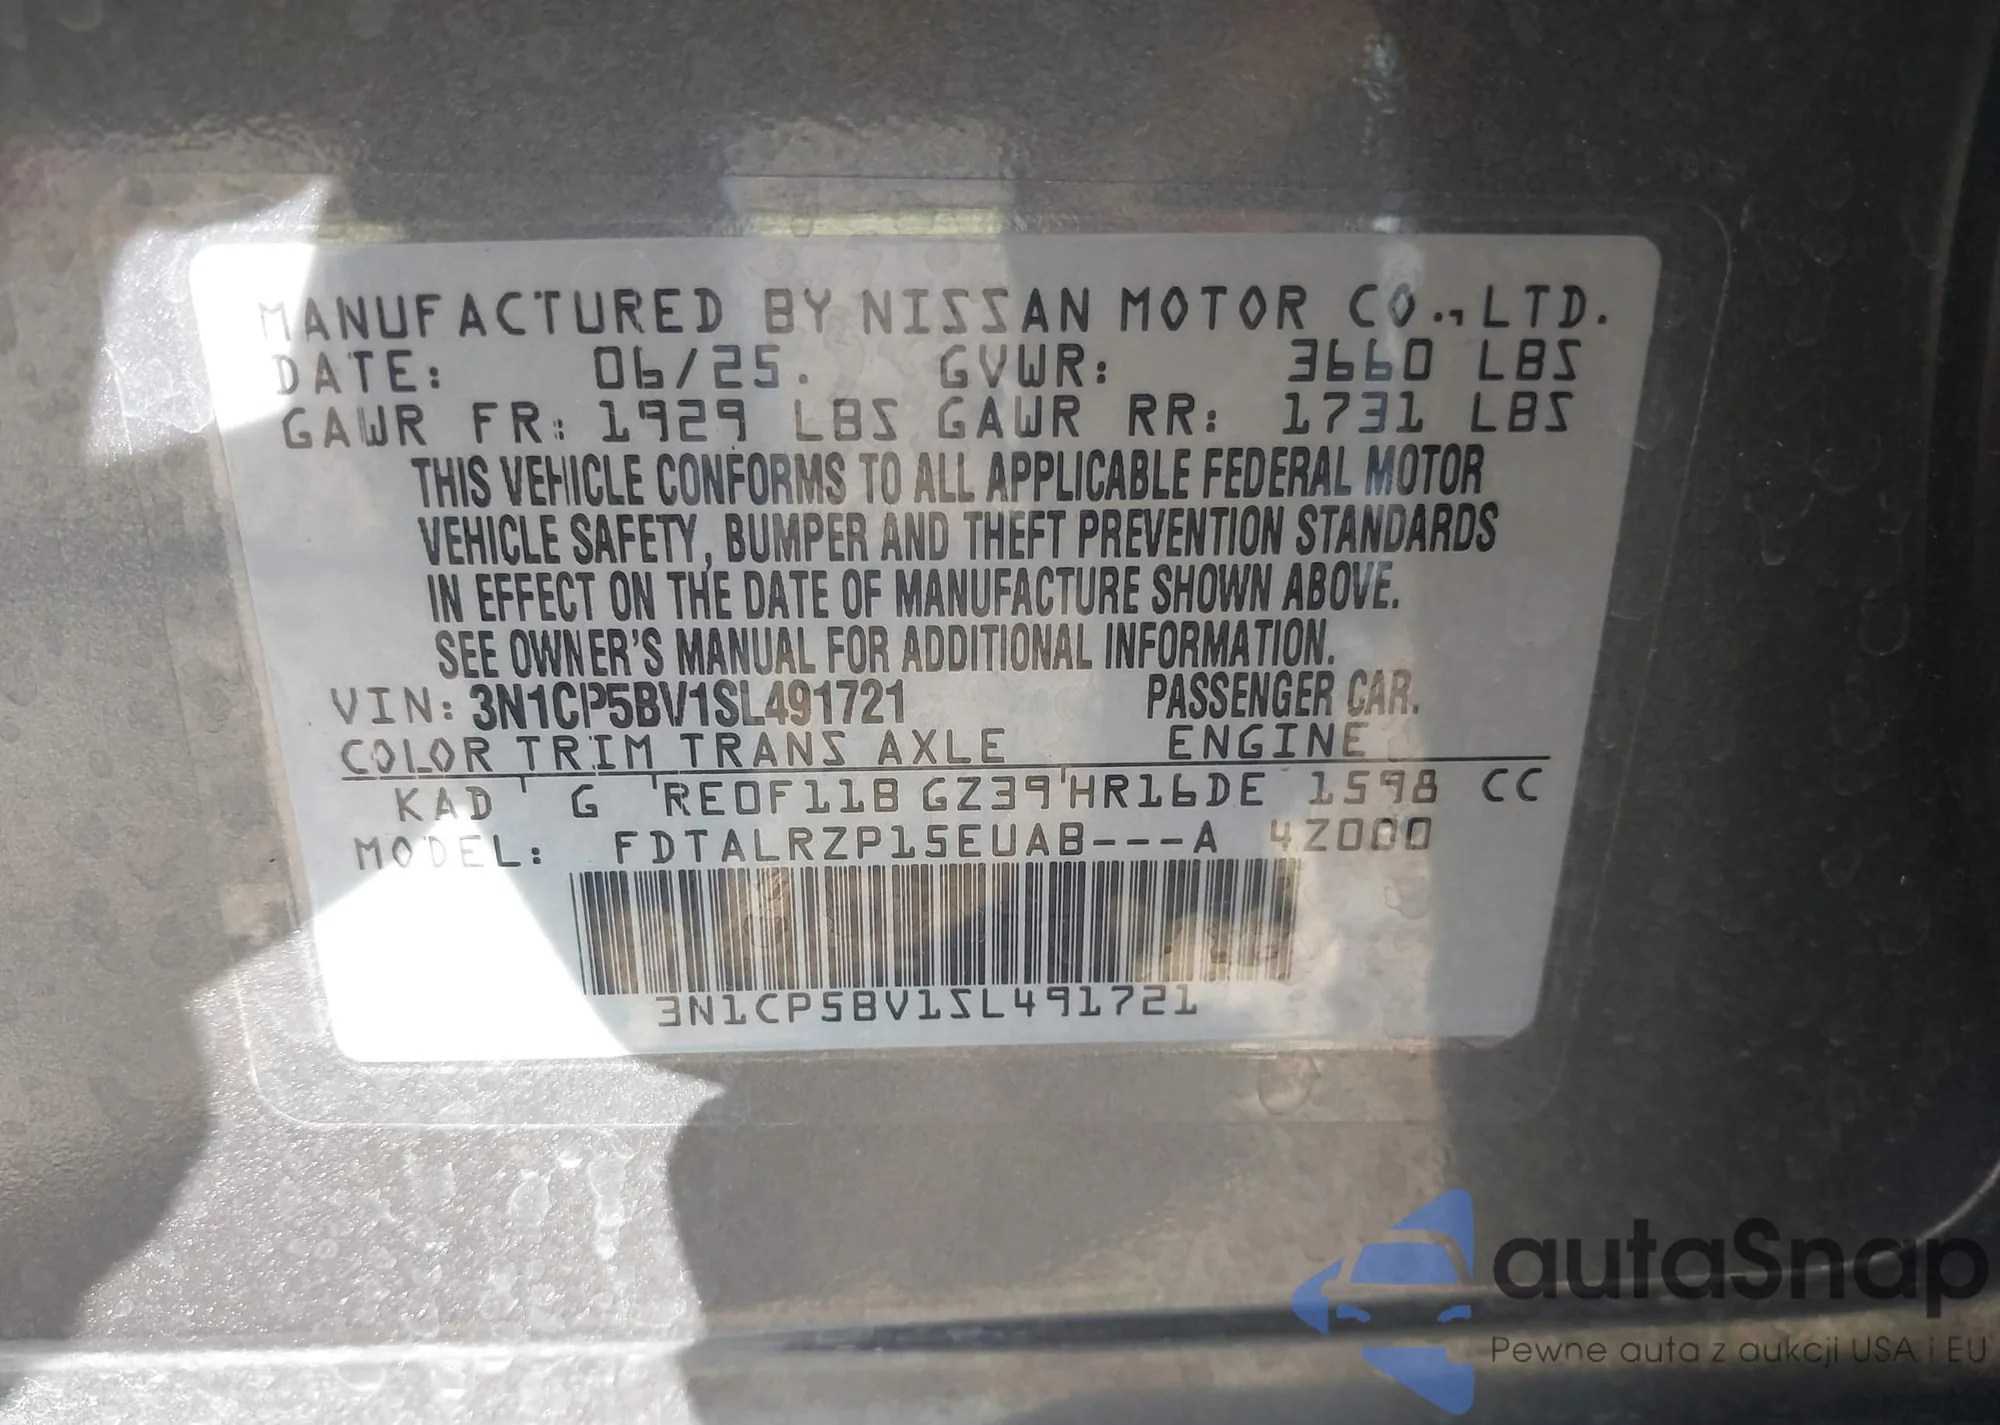 MANUFACTURED BY NISSAN MOTOR CO., LTD.
DATE: 06/25. GVWR: 3660 LBS
GAWR FR: 1929 LBS GAWR RR: 1731 LBS
THIS VEHICLE CONFORMS TO ALL APPLICABLE FEDERAL MOTOR
VEHICLE SAFETY, BUMPER AND THEFT PREVENTION STANDARDS
IN EFFECT ON THE DATE OF MANUFACTURE SHOWN ABOVE.
SEE OWNER'S MANUAL FOR ADDITIONAL INFORMATION.
VIN: 3N1CP5BV1SL491721 PASSENGER CAR.
COLOR TRIM TRANS AXLE ENGINE
KAD G RE0F11B GZ39 HR16DE 1598 CC
MODEL: FDTALRZP15EUAB---A 4Z000
3N1CP5BV1SL491721
autaSnap
Pewne auta z aukcji USA i EU